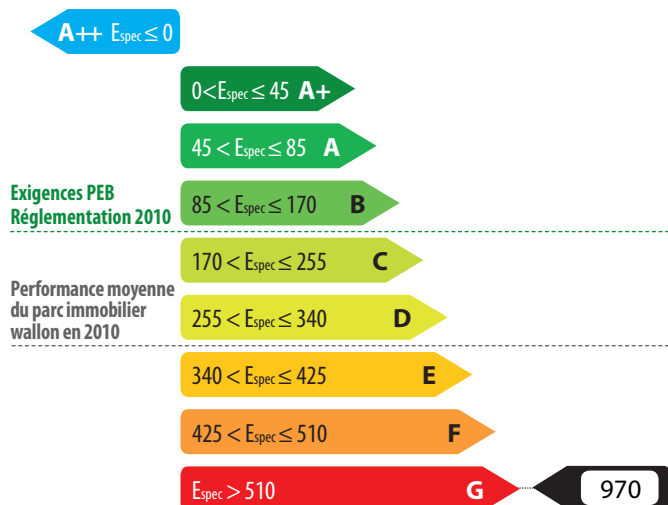 A++ Espec ≤ 0
0<Espec ≤ 45 A+
45 < Espec ≤ 85 A
Exigences PEB
Réglementation 2010
85 < Espec ≤ 170 B
170 < Espec ≤ 255 C
Performance moyenne
du parc immobilier
wallon en 2010
255 < Espec ≤ 340 D
340 < Espec ≤ 425 E
425 < Espec ≤ 510 F
Espec > 510 G 970